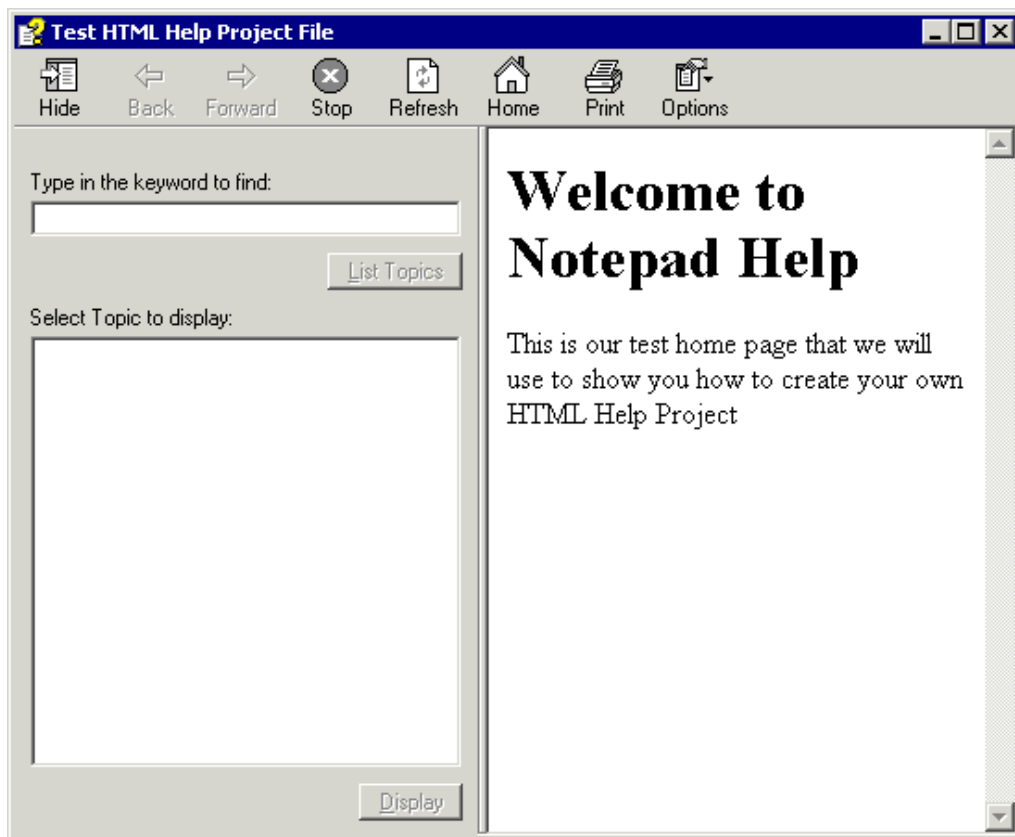 Test HTML Help Project File
Hide Back Forward Stop Refresh Home Print Options
Type in the keyword to find:
List Topics
Select Topic to display:
Display
Welcome to
Notepad Help
This is our test home page that we will
use to show you how to create your own
HTML Help Project